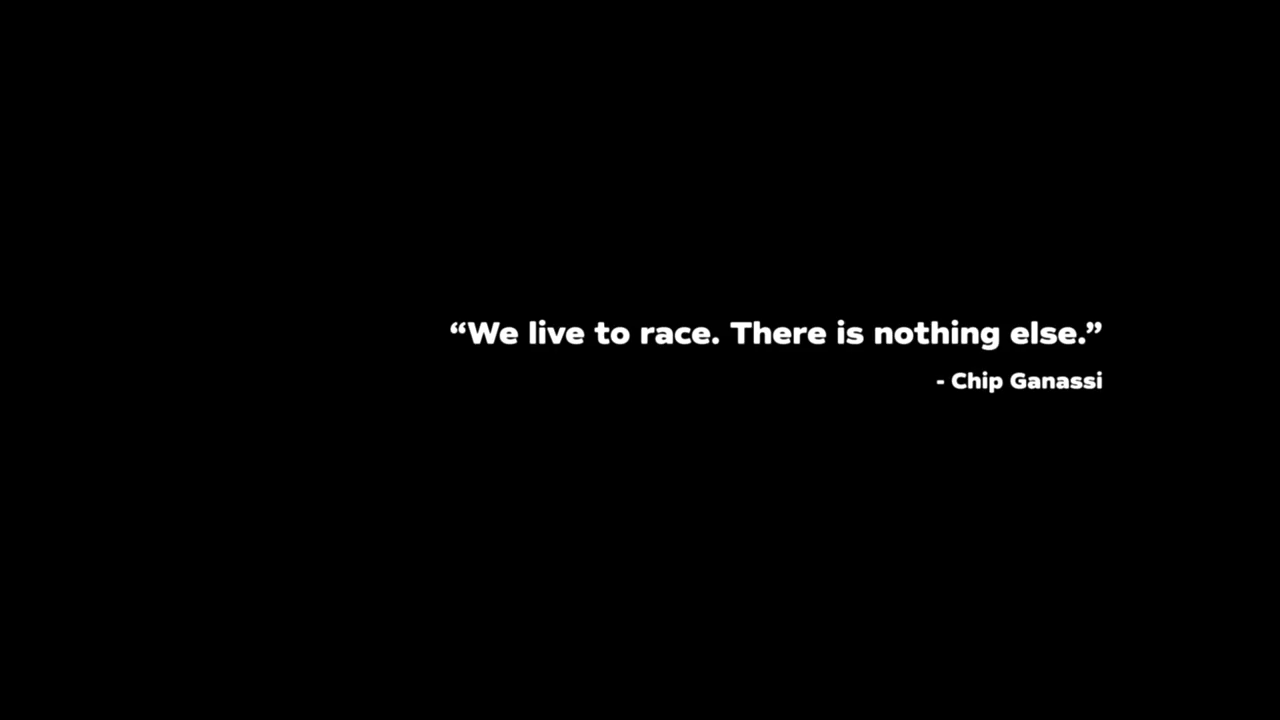 “We live to race. There is nothing else.”
- Chip Ganassi